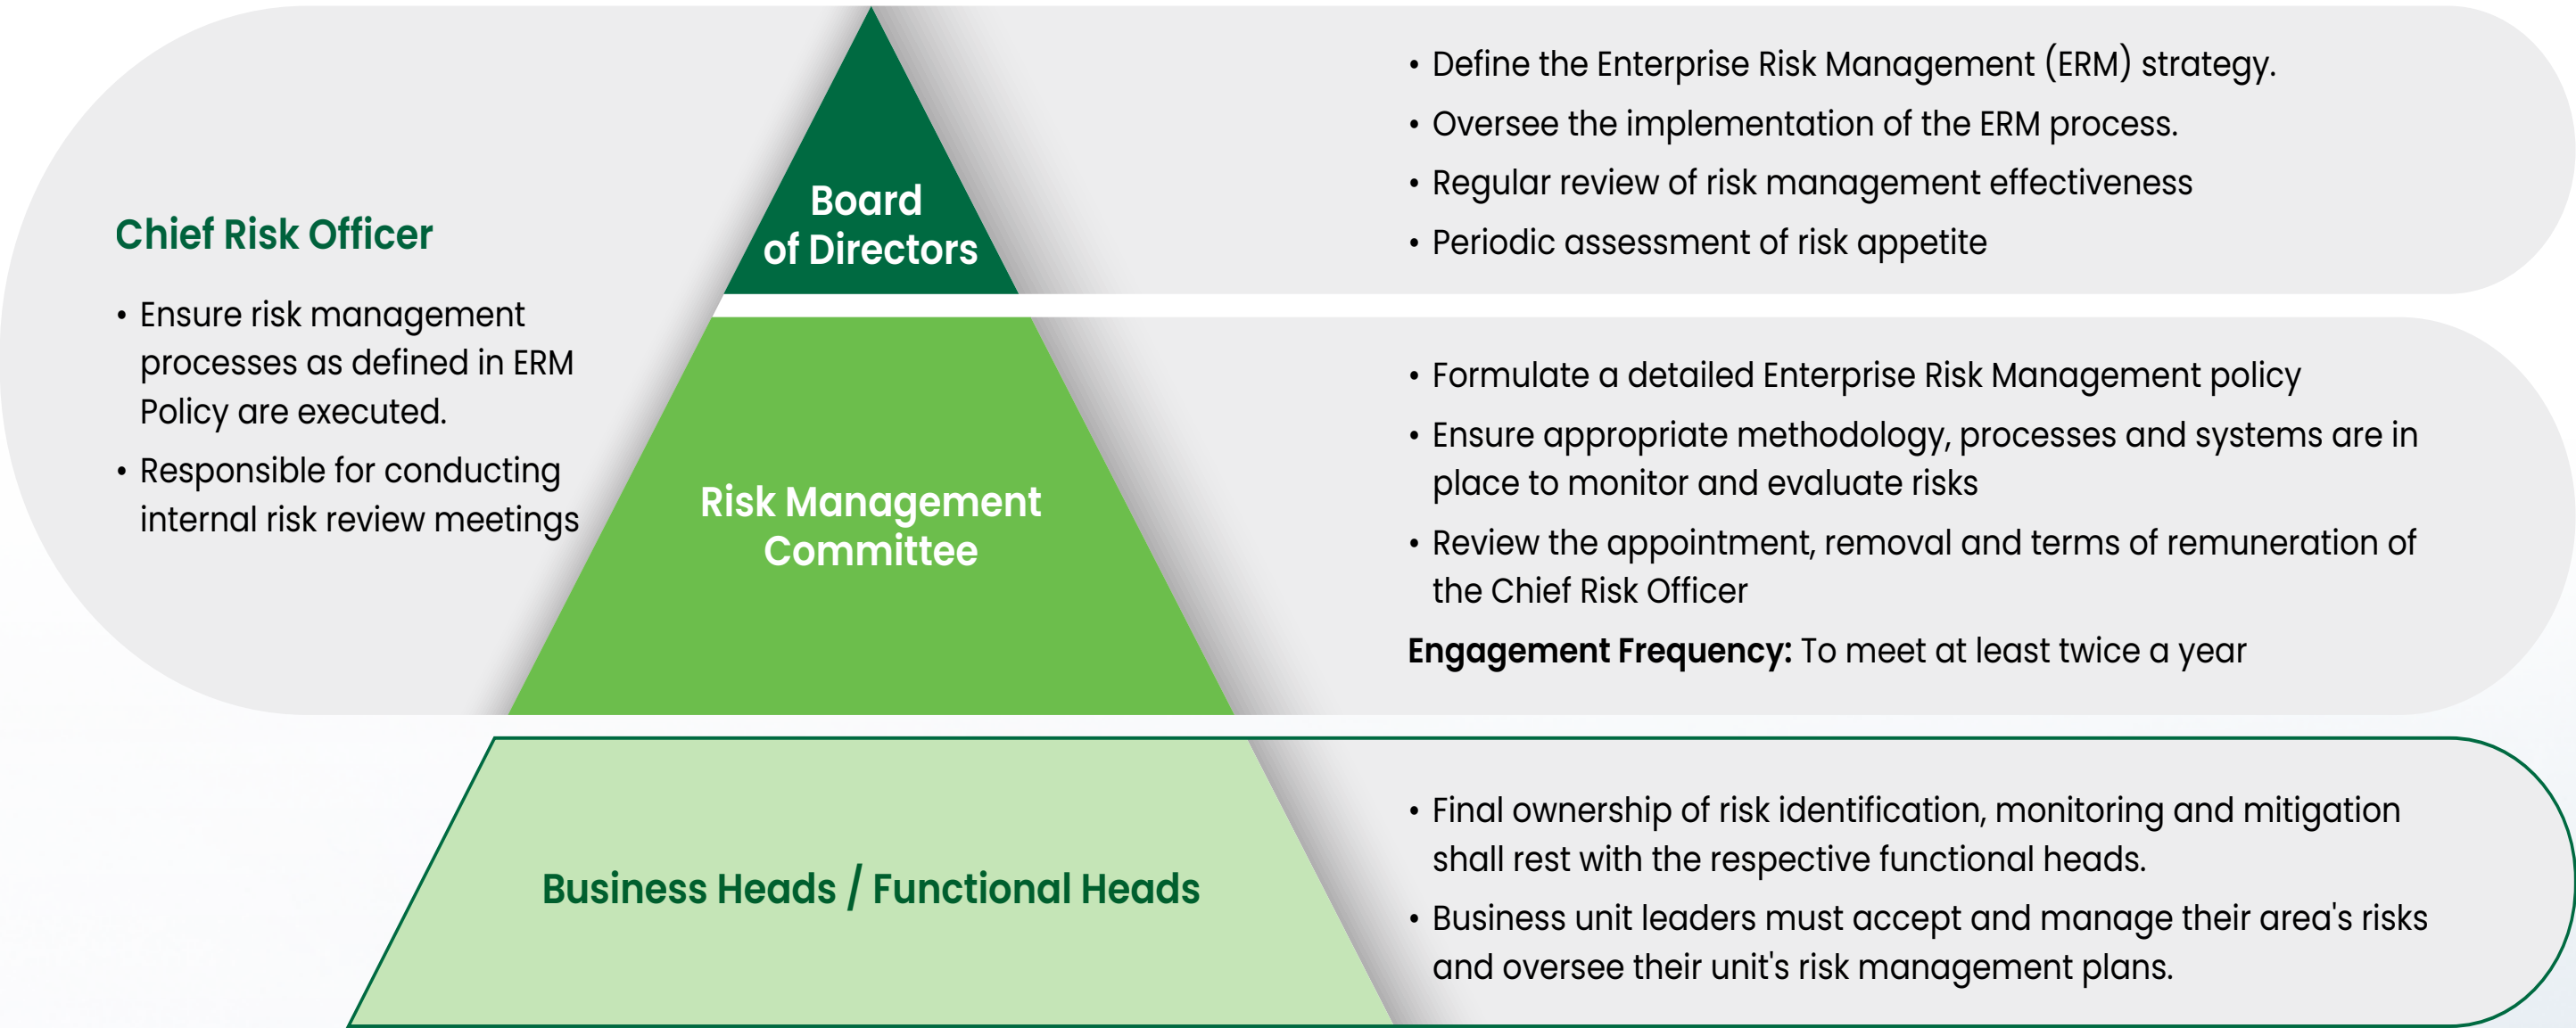 Chief Risk Officer
• Ensure risk management
processes as defined in ERM
Policy are executed.
• Responsible for conducting
internal risk review meetings
Board
of Directors
• Define the Enterprise Risk Management (ERM) strategy.
• Oversee the implementation of the ERM process.
• Regular review of risk management effectiveness
• Periodic assessment of risk appetite
Risk Management
Committee
• Formulate a detailed Enterprise Risk Management policy
• Ensure appropriate methodology, processes and systems are in
place to monitor and evaluate risks
• Review the appointment, removal and terms of remuneration of
the Chief Risk Officer
Engagement Frequency: To meet at least twice a year
Business Heads / Functional Heads
• Final ownership of risk identification, monitoring and mitigation
shall rest with the respective functional heads.
• Business unit leaders must accept and manage their area's risks
and oversee their unit's risk management plans.